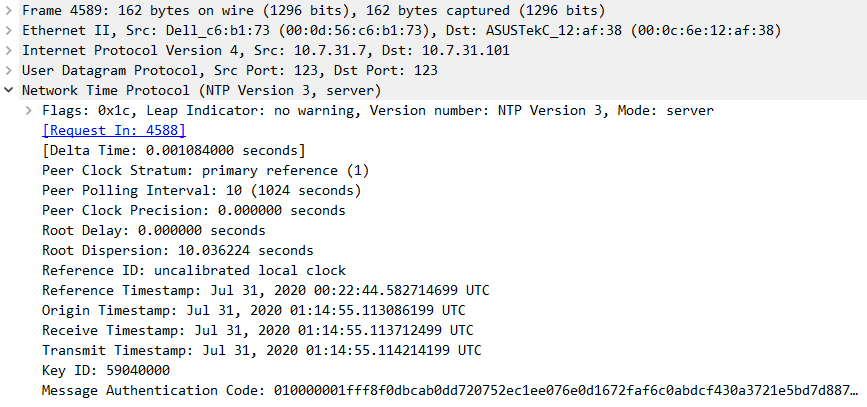 Frame 4589: 162 bytes on wire (1296 bits), 162 bytes captured (1296 bits)
Ethernet II, Src: Dell_c6:b1:73 (00:0d:56:c6:b1:73), Dst: ASUSTekC_12:af:38 (00:0c:6e:12:af:38)
Internet Protocol Version 4, Src: 10.7.31.7, Dst: 10.7.31.101
User Datagram Protocol, Src Port: 123, Dst Port: 123
Network Time Protocol (NTP Version 3, server)
Flags: 0x1c, Leap Indicator: no warning, Version number: NTP Version 3, Mode: server
[Request In: 4588]
[Delta Time: 0.001084000 seconds]
Peer Clock Stratum: primary reference (1)
Peer Polling Interval: 10 (1024 seconds)
Peer Clock Precision: 0.000000 seconds
Root Delay: 0.000000 seconds
Root Dispersion: 10.036224 seconds
Reference ID: uncalibrated local clock
Reference Timestamp: Jul 31, 2020 00:22:44.582714699 UTC
Origin Timestamp: Jul 31, 2020 01:14:55.113086199 UTC
Receive Timestamp: Jul 31, 2020 01:14:55.113712499 UTC
Transmit Timestamp: Jul 31, 2020 01:14:55.114214199 UTC
Key ID: 59040000
Message Authentication Code: 010000001fff8f0dbcab0dd720752ec1ee076e0d1672faf6c0abdcf430a3721e5bd7d887…